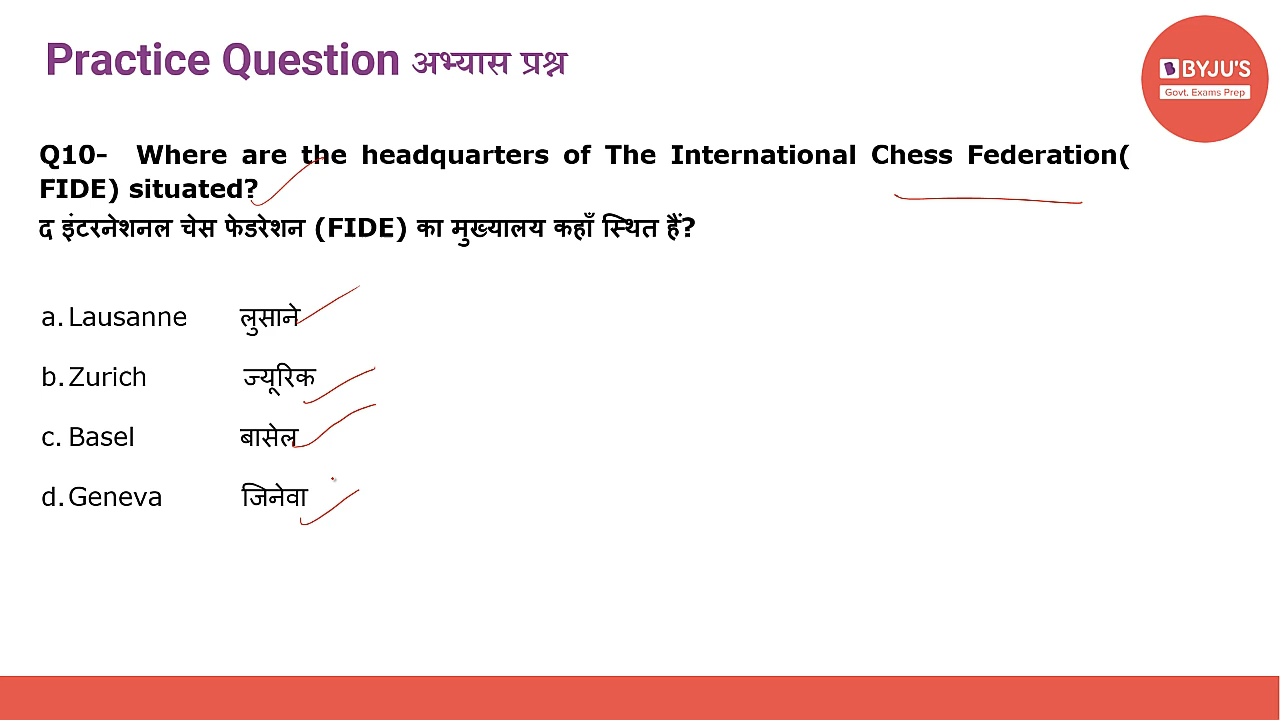 Practice Question अभ्यास प्रश्न
BYJU'S
Govt. Exams Prep
Q10- Where are the headquarters of The International Chess Federation(
FIDE) situated?
द इंटरनेशनल चेस फेडरेशन (FIDE) का मुख्यालय कहाँ स्थित हैं?
a. Lausanne लुसाने
b. Zurich ज्यूरिक
c. Basel बासेल
d. Geneva जिनेवा